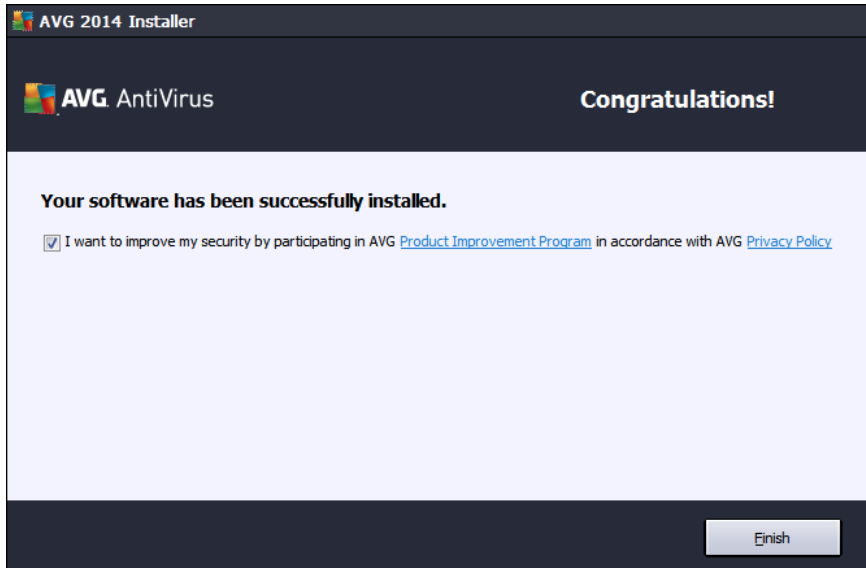 AVG 2014 Installer
AVG. AntiVirus
Congratulations!
Your software has been successfully installed.
I want to improve my security by participating in AVG Product Improvement Program in accordance with AVG Privacy Policy
Finish